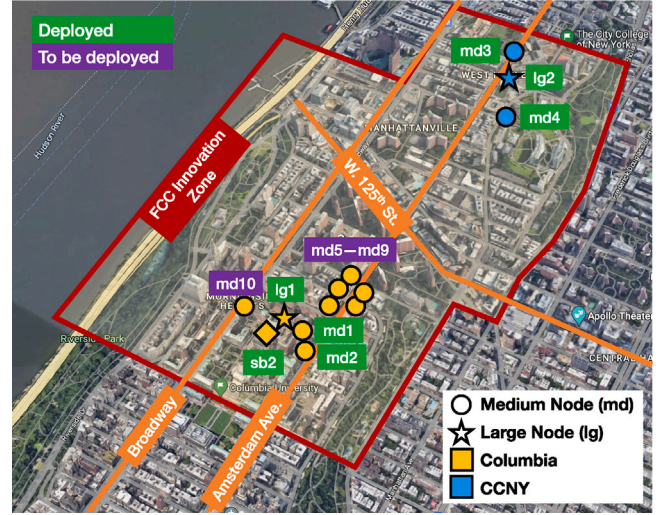 Deployed
To be deployed
md3
The City College
of New York
WEST
lg2
md4
MANHATTANVILLE
Hudson River
FCC Innovation
Zone
W. 125th St.
md5—md9
md10
lg1
md1
sb2
md2
Riverside Park
Apollo Theater
Columbia University
Broadway
Amsterdam Ave.
Medium Node (md)
Large Node (lg)
Columbia
CCNY